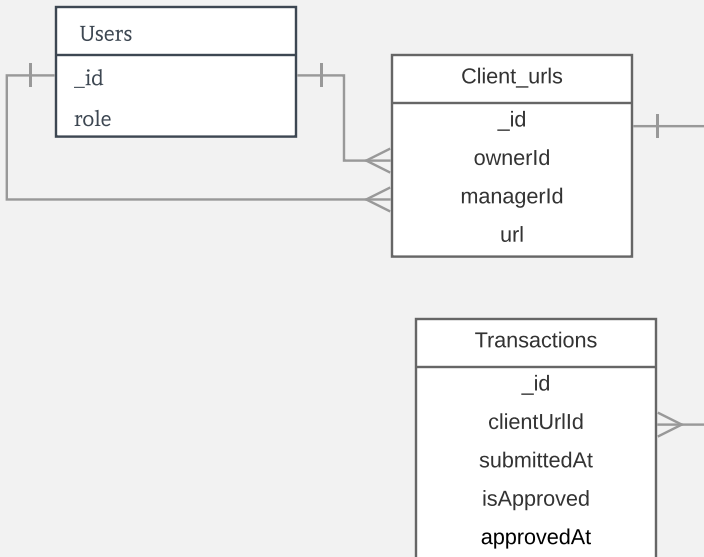 Users
_id
role
Client_urls
_id
ownerId
managerId
url
Transactions
_id
clientUrlId
submittedAt
isApproved
approvedAt